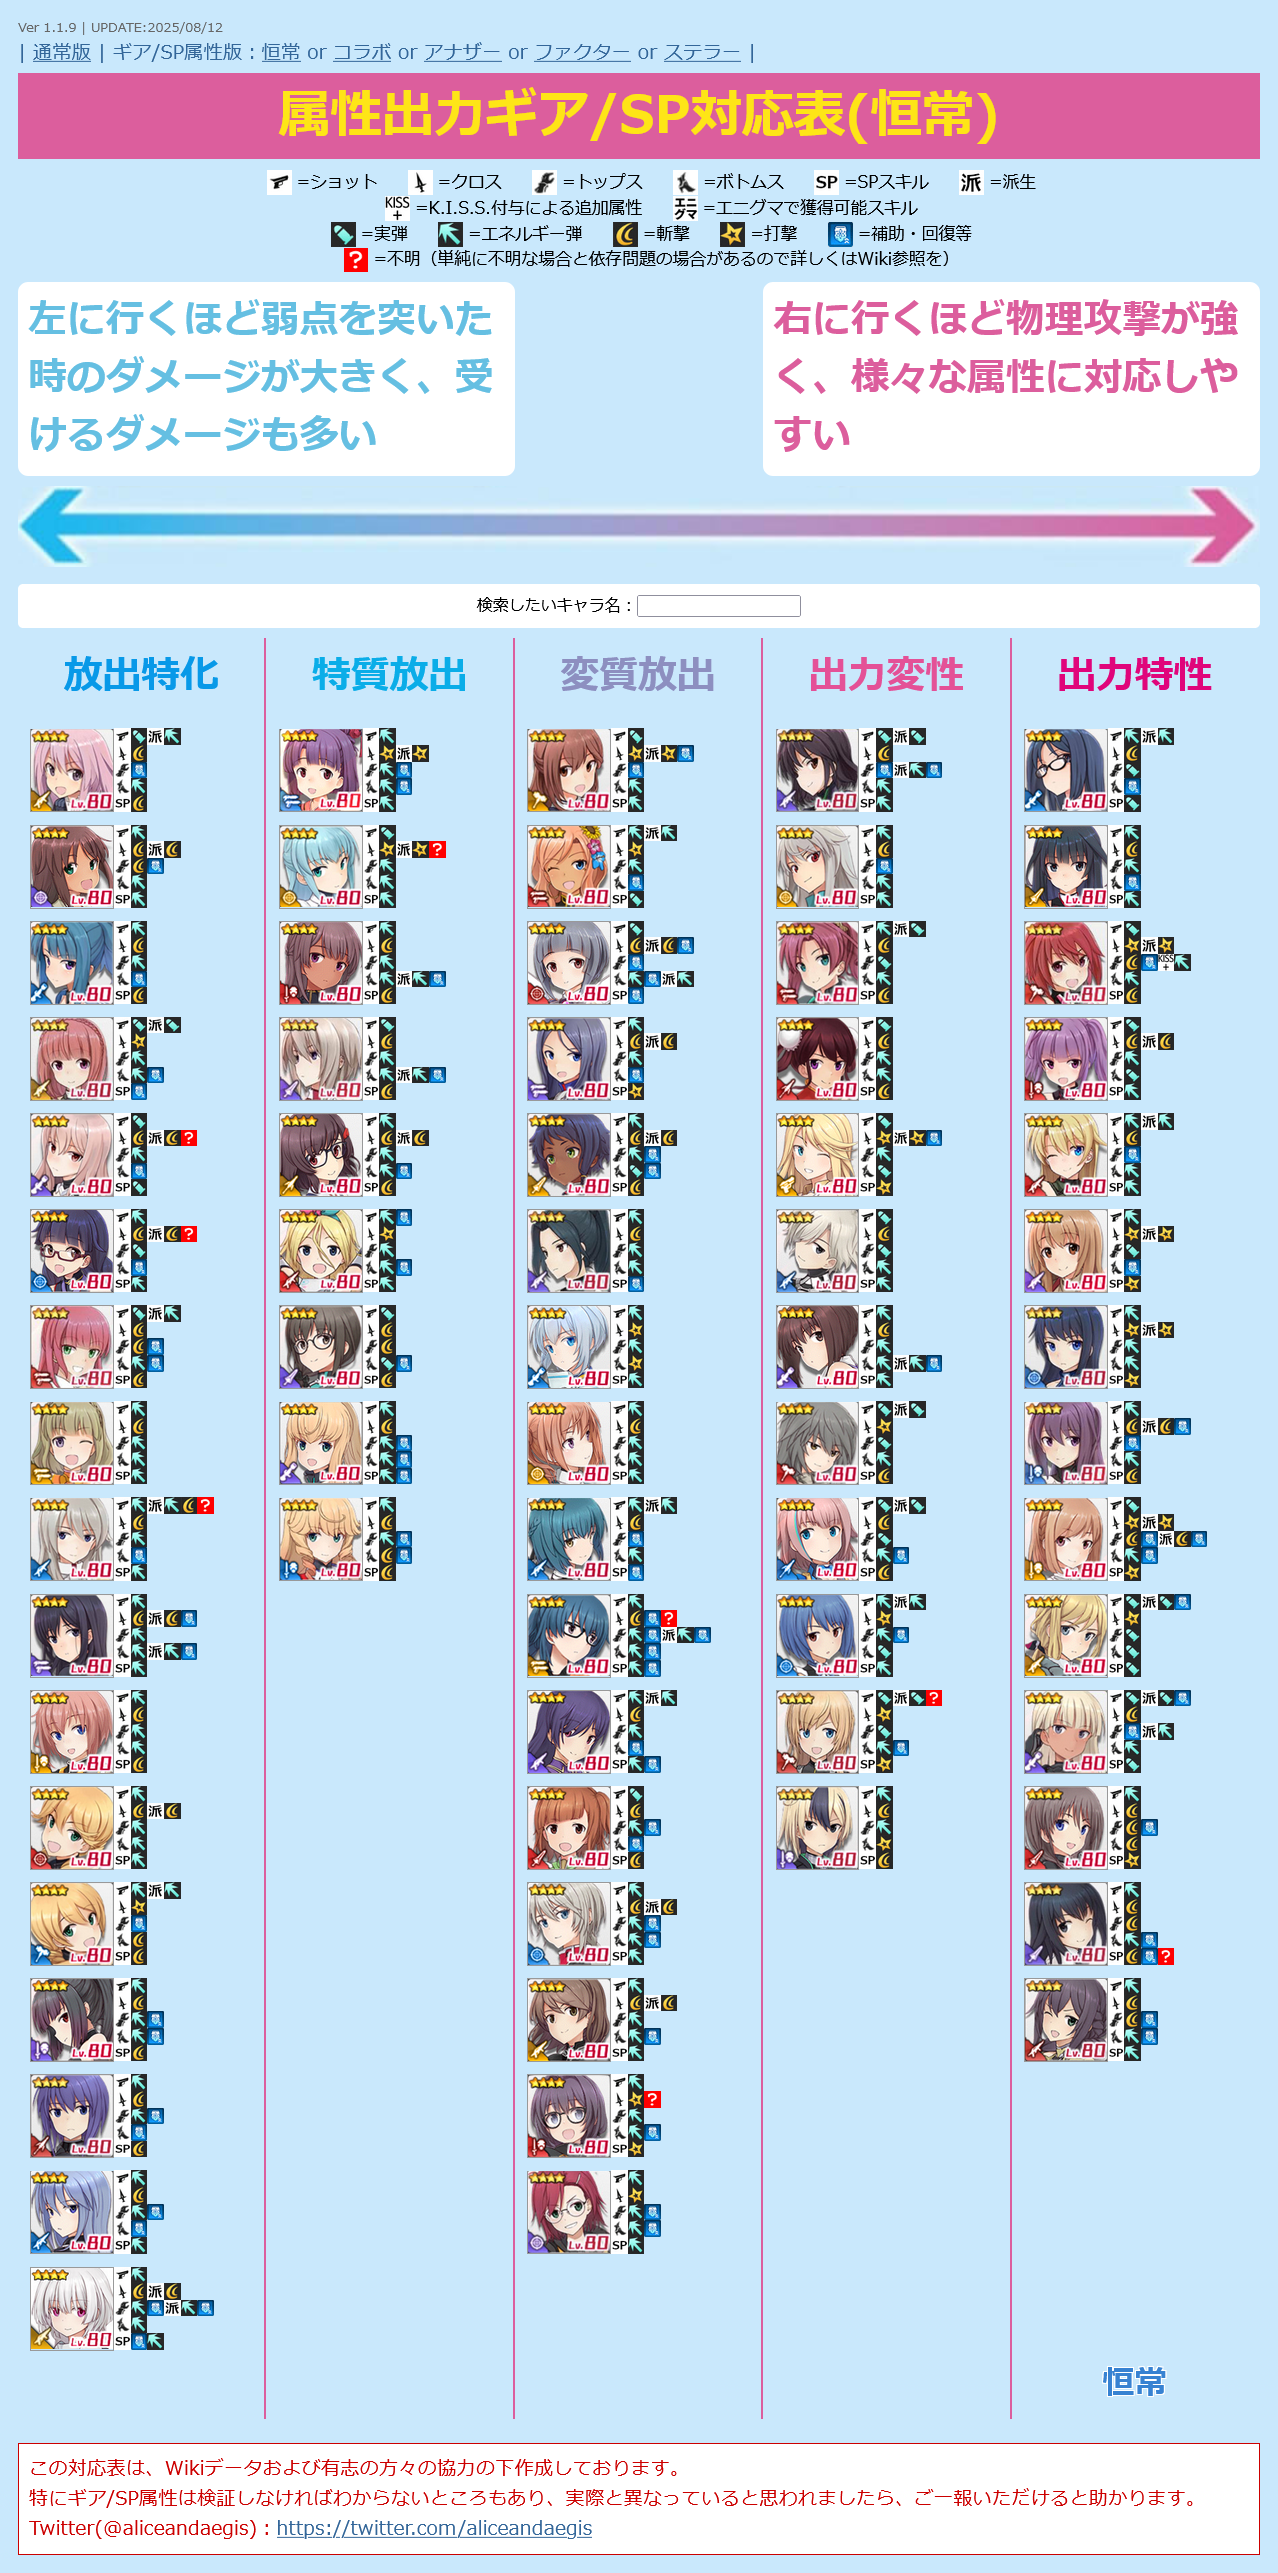 Ver 1.1.9 | UPDATE:2025/08/12
| 通常版 | ギア/SP属性版：恒常 or コラボ or アナザー or ファクター or ステラー |
属性出力ギア/SP対応表(恒常)
=ショット =クロス =トップス =ボトムス SP =SPスキル 派 =派生
KISS+ =K.I.S.S.付与による追加属性 エニグマ =エニグマで獲得可能スキル
=実弾 =エネルギー弾 =斬撃 =打撃 =補助・回復等
? =不明（単純に不明な場合と依存問題の場合があるので詳しくはWiki参照を）
左に行くほど弱点を突いた
時のダメージが大きく、受
けるダメージも多い
右に行くほど物理攻撃が強
く、様々な属性に対応しや
すい
検索したいキャラ名：
放出特化 特質放出 変質放出 出力変性 出力特性
恒常
この対応表は、Wikiデータおよび有志の方々の協力の下作成しております。
特にギア/SP属性は検証しなければわからないところもあり、実際と異なっていると思われましたら、ご一報いただけると助かります。
Twitter(@aliceandaegis)：https://twitter.com/aliceandaegis